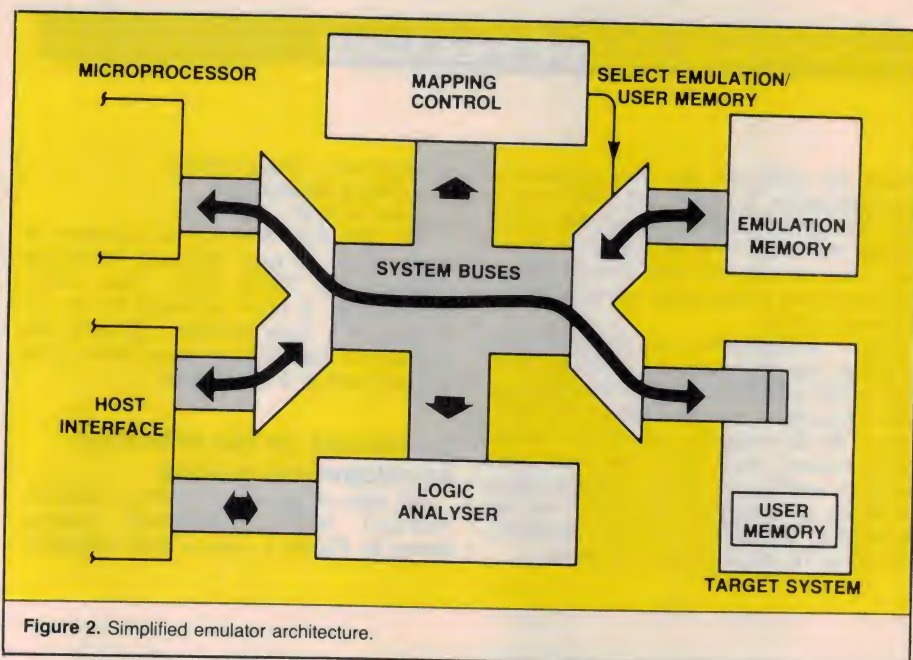 MICROPROCESSOR
MAPPING
CONTROL
SELECT EMULATION/
USER MEMORY
EMULATION
MEMORY
SYSTEM BUSES
HOST
INTERFACE
LOGIC
ANALYSER
USER
MEMORY
TARGET SYSTEM
Figure 2. Simplified emulator architecture.